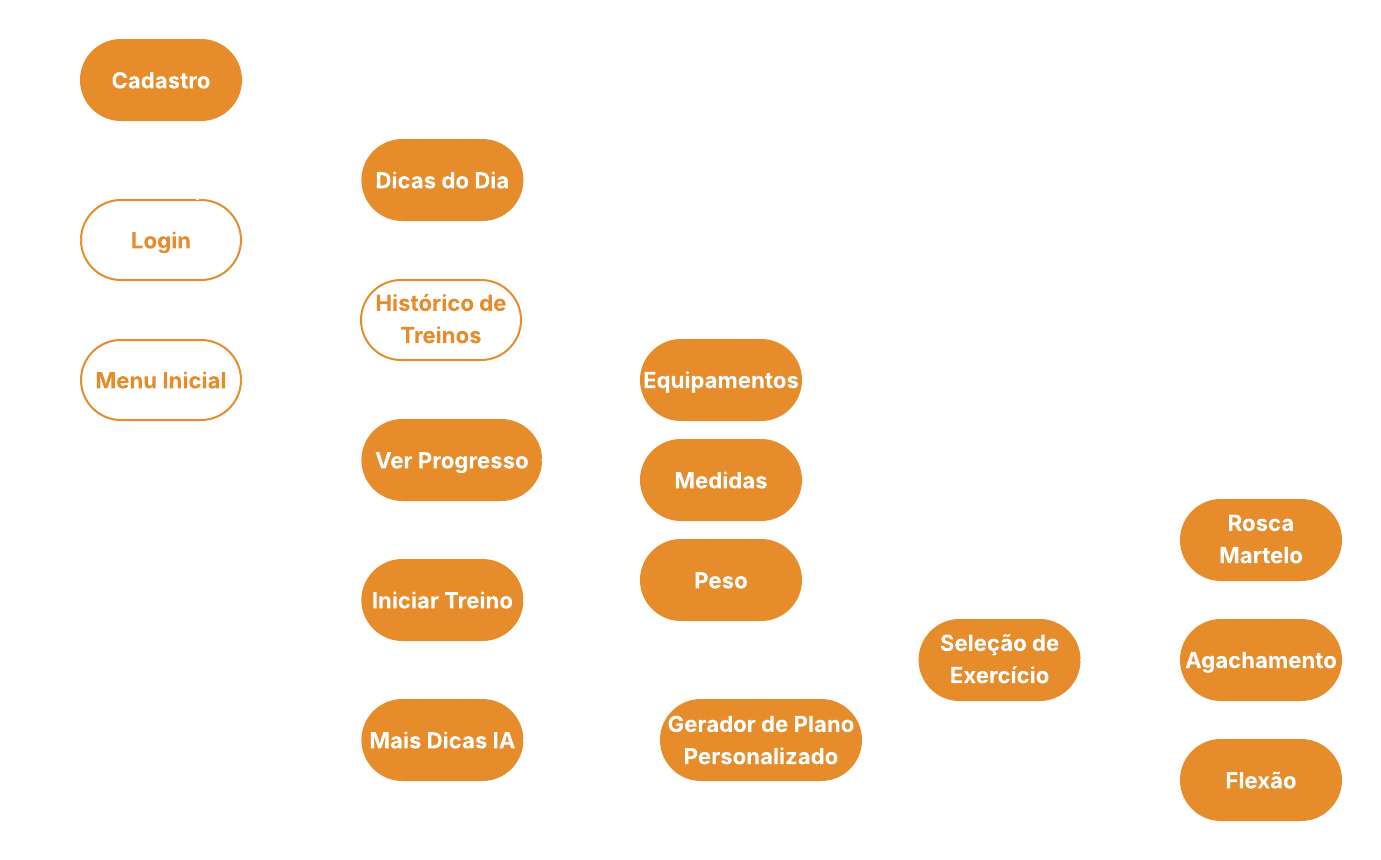 Cadastro
Login
Menu Inicial
Dicas do Dia
Histórico de
Treinos
Ver Progresso
Iniciar Treino
Mais Dicas IA
Equipamentos
Medidas
Peso
Gerador de Plano
Personalizado
Seleção de
Exercício
Rosca
Martelo
Agachamento
Flexão